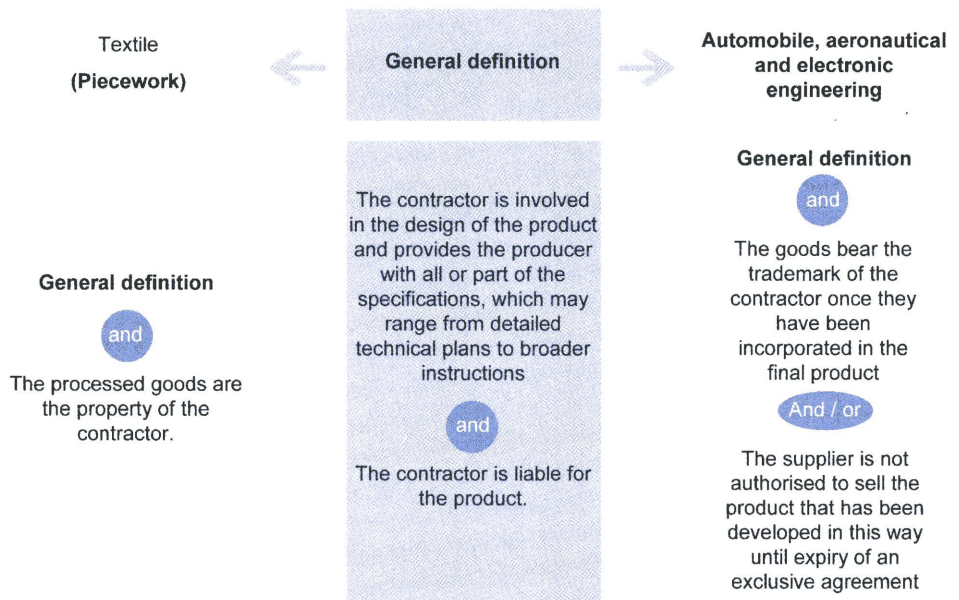 Textile
(Piecework)
General definition
Automobile, aeronautical
and electronic
engineering
General definition
and
The processed goods are
the property of the
contractor.
The contractor is involved
in the design of the product
and provides the producer
with all or part of the
specifications, which may
range from detailed
technical plans to broader
instructions
and
The contractor is liable for
the product.
General definition
and
The goods bear the
trademark of the
contractor once they
have been
incorporated in the
final product
And / or
The supplier is not
authorised to sell the
product that has been
developed in this way
until expiry of an
exclusive agreement